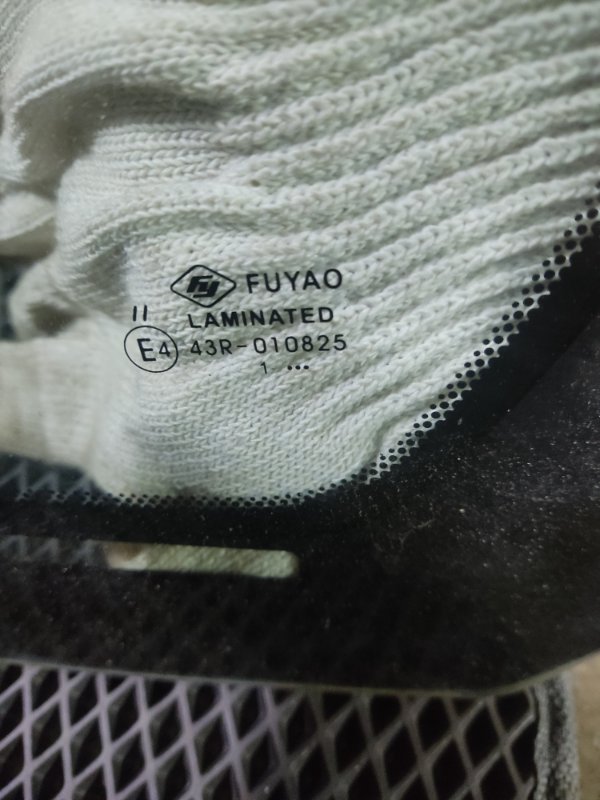 FUYAO
II
LAMINATED
E4 43R-010825
1 •••